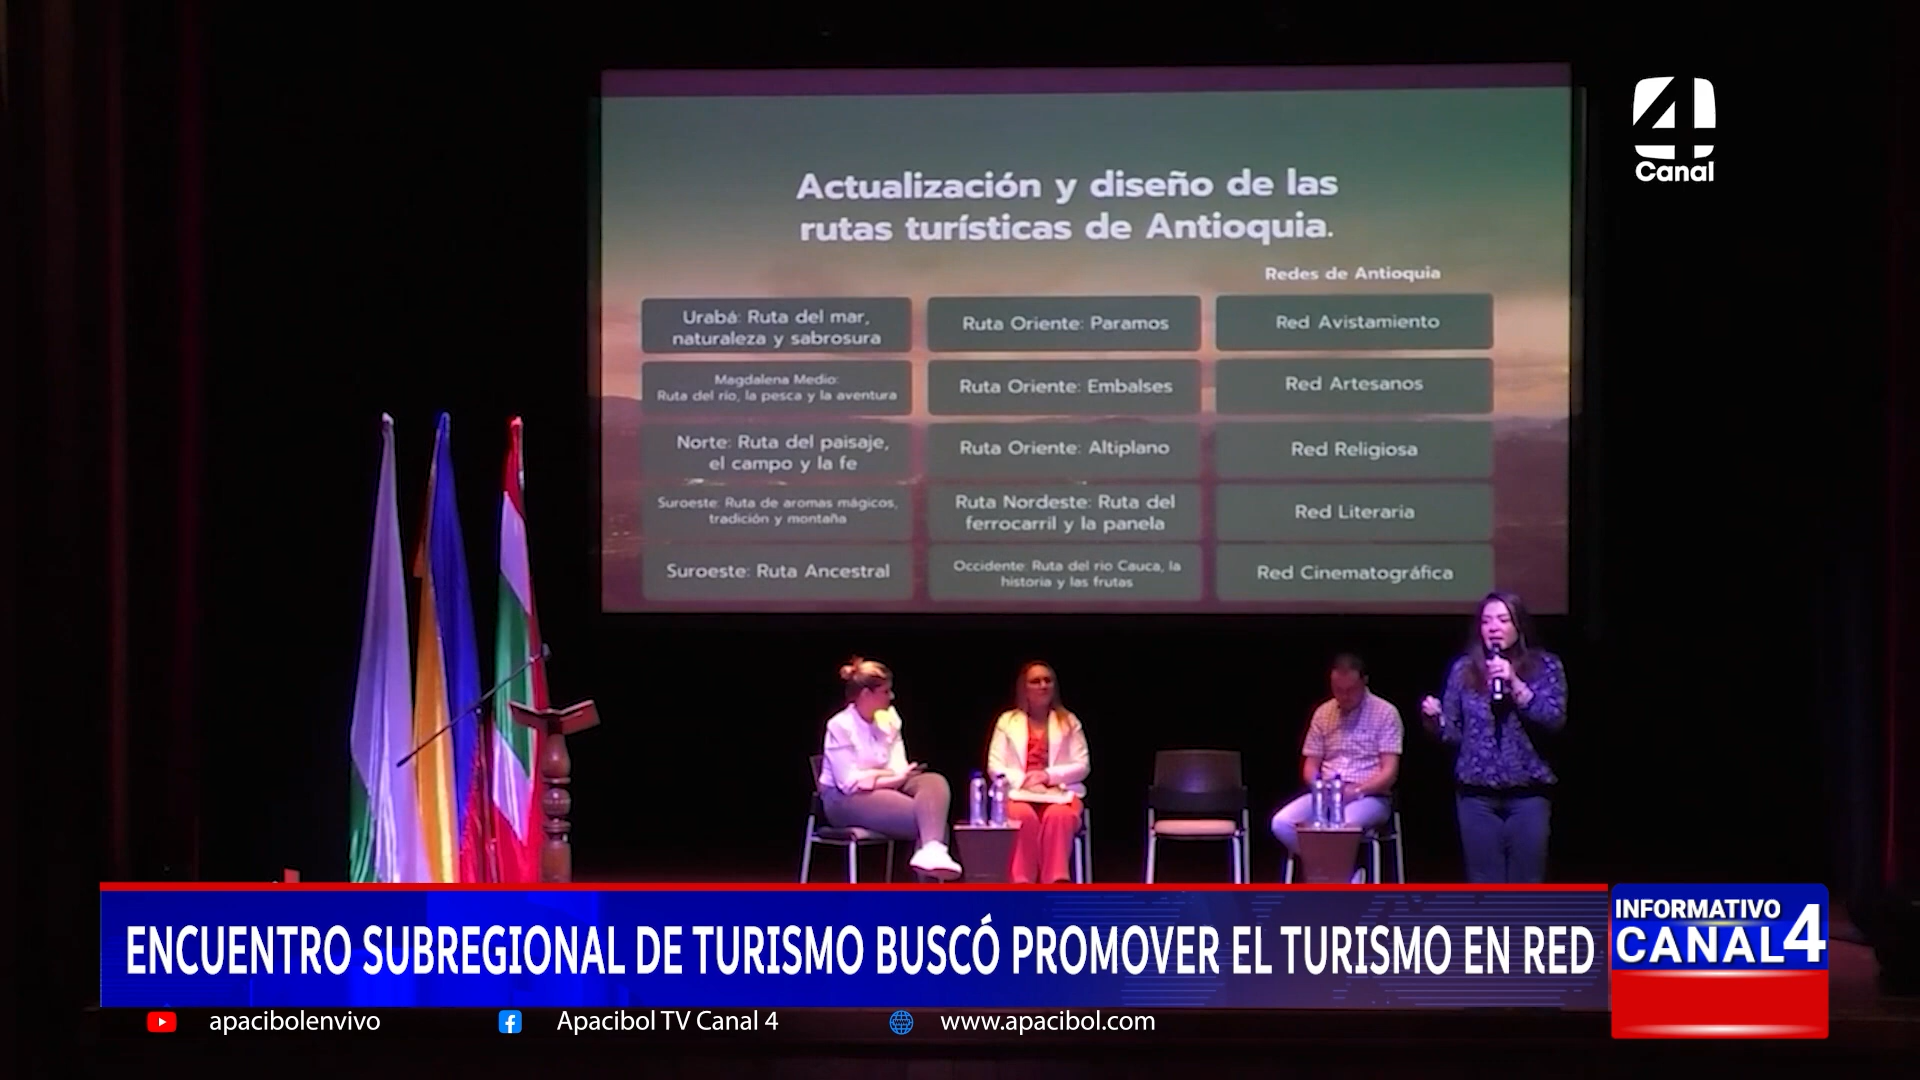 4
Canal
Actualización y diseño de las
rutas turísticas de Antioquia.
Redes de Antioquia
Urabá: Ruta del mar,
naturaleza y sabrosura
Magdalena Medio:
Ruta del río, la pesca y la aventura
Norte: Ruta del paisaje,
el campo y la fe
Suroeste: Ruta de aromas mágicos,
tradición y montaña
Suroeste: Ruta Ancestral
Ruta Oriente: Paramos
Ruta Oriente: Embalses
Ruta Oriente: Altiplano
Ruta Nordeste: Ruta del
ferrocarril y la panela
Occidente: Ruta del rio Cauca, la
historia y las frutas
Red Avistamiento
Red Artesanos
Red Religiosa
Red Literaria
Red Cinematográfica
ENCUENTRO SUBREGIONAL DE TURISMO BUSCÓ PROMOVER EL TURISMO EN RED
INFORMATIVO
CANAL4
apacibolenvivo
Apacibol TV Canal 4
www.apacibol.com